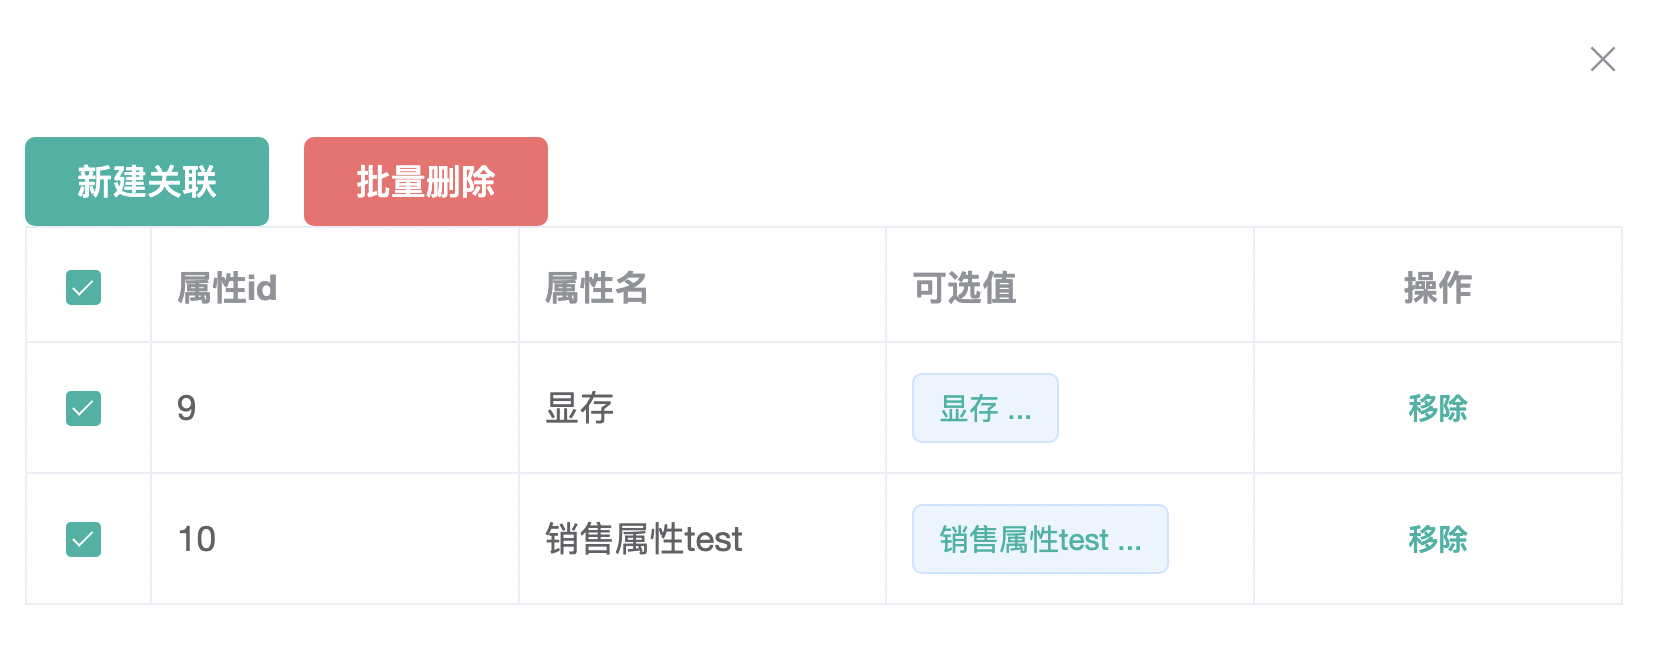 新建关联 批量删除
属性id 属性名 可选值 操作
9 显存 显存 ... 移除
10 销售属性test 销售属性test ... 移除